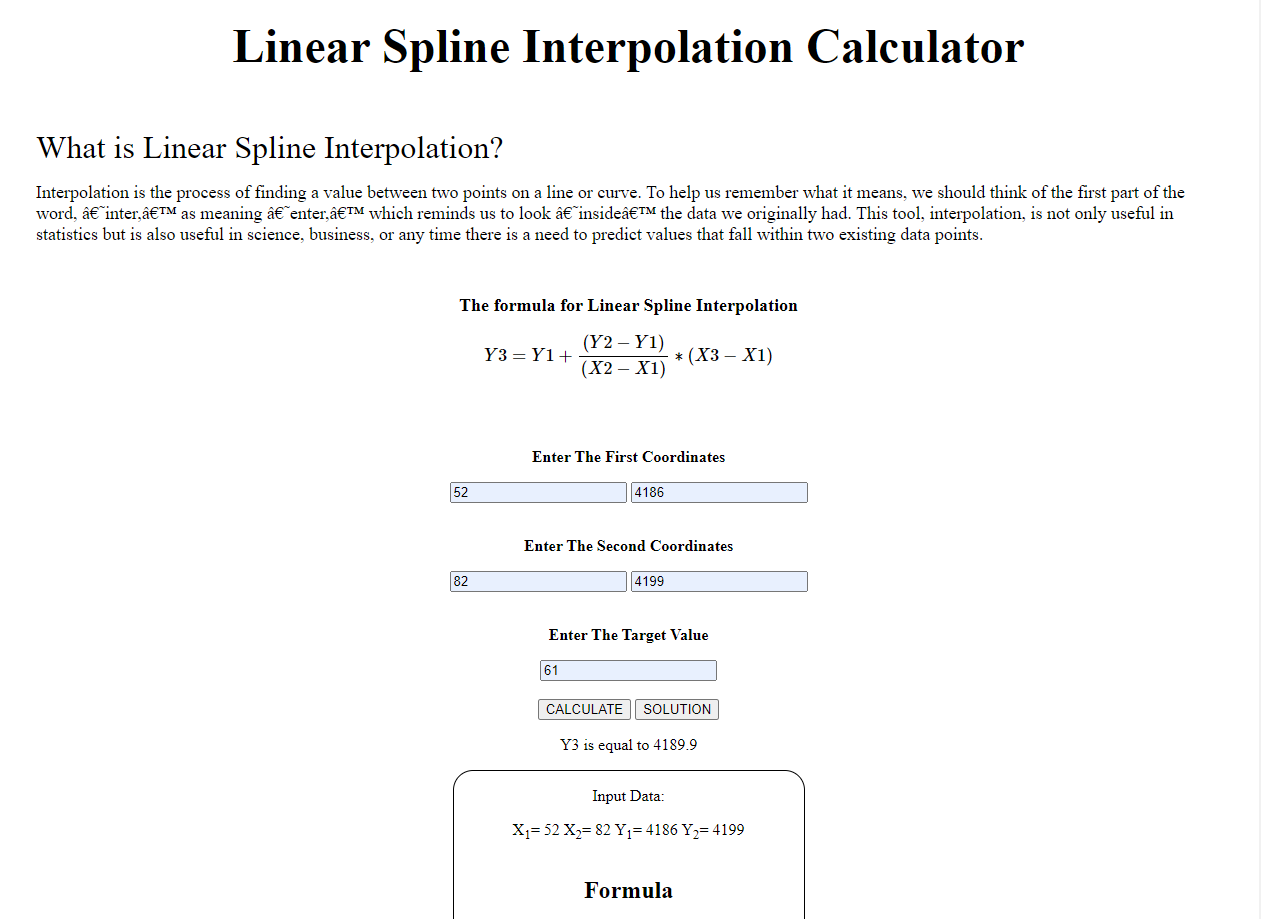 Linear Spline Interpolation Calculator
What is Linear Spline Interpolation?
Interpolation is the process of finding a value between two points on a line or curve. To help us remember what it means, we should think of the first part of the
word, â€˜inter,â€™ as meaning â€˜enter,â€™ which reminds us to look â€˜insideâ€™ the data we originally had. This tool, interpolation, is not only useful in
statistics but is also useful in science, business, or any time there is a need to predict values that fall within two existing data points.
The formula for Linear Spline Interpolation
Y3 = Y1 + (Y2 − Y1) / (X2 − X1) ∗ (X3 − X1)
Enter The First Coordinates
52 4186
Enter The Second Coordinates
82 4199
Enter The Target Value
61
CALCULATE SOLUTION
Y3 is equal to 4189.9
Input Data:
X₁= 52 X₂= 82 Y₁= 4186 Y₂= 4199
Formula